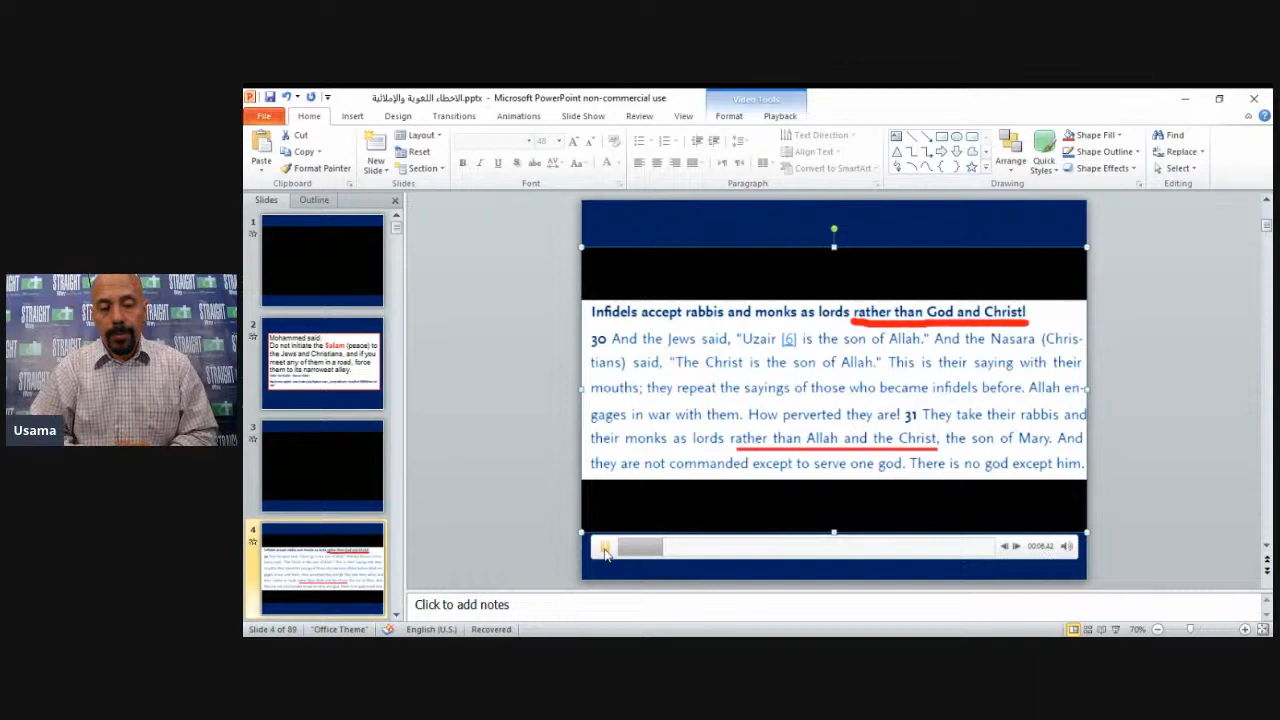 الاخطاء اللغوية والإملائية.pptx - Microsoft PowerPoint non-commercial use
Video Tools
File Home Insert Design Transitions Animations Slide Show Review View Format Playback
Paste
Cut
Copy
Format Painter
Clipboard
New
Slide
Layout
Reset
Section
Slides
48
Font
Text Direction
Align Text
Convert to SmartArt
Paragraph
Arrange
Quick
Styles
Shape Fill
Shape Outline
Shape Effects
Drawing
Find
Replace
Select
Editing
Slides Outline
1
2
Mohammed said:
Do not initiate the Salam (peace) to
the Jews and Christians, and if you
meet any of them in a road, force
them to its narrowest alley.
3
4
Infidels accept rabbis and monks as lords rather than God and Christ!
30 And the Jews said, "Uzair [6] is the son of Allah." And the Nasara (Chris-
tians) said, "The Christ is the son of Allah." This is their saying with their
mouths; they repeat the sayings of those who became infidels before. Allah en-
gages in war with them. How perverted they are! 31 They take their rabbis and
their monks as lords rather than Allah and the Christ, the son of Mary. And
they are not commanded except to serve one god. There is no god except him.
00:06.42
Click to add notes
Slide 4 of 89 "Office Theme" English (U.S.) Recovered 70%
STRAIGHT
Way
Usama